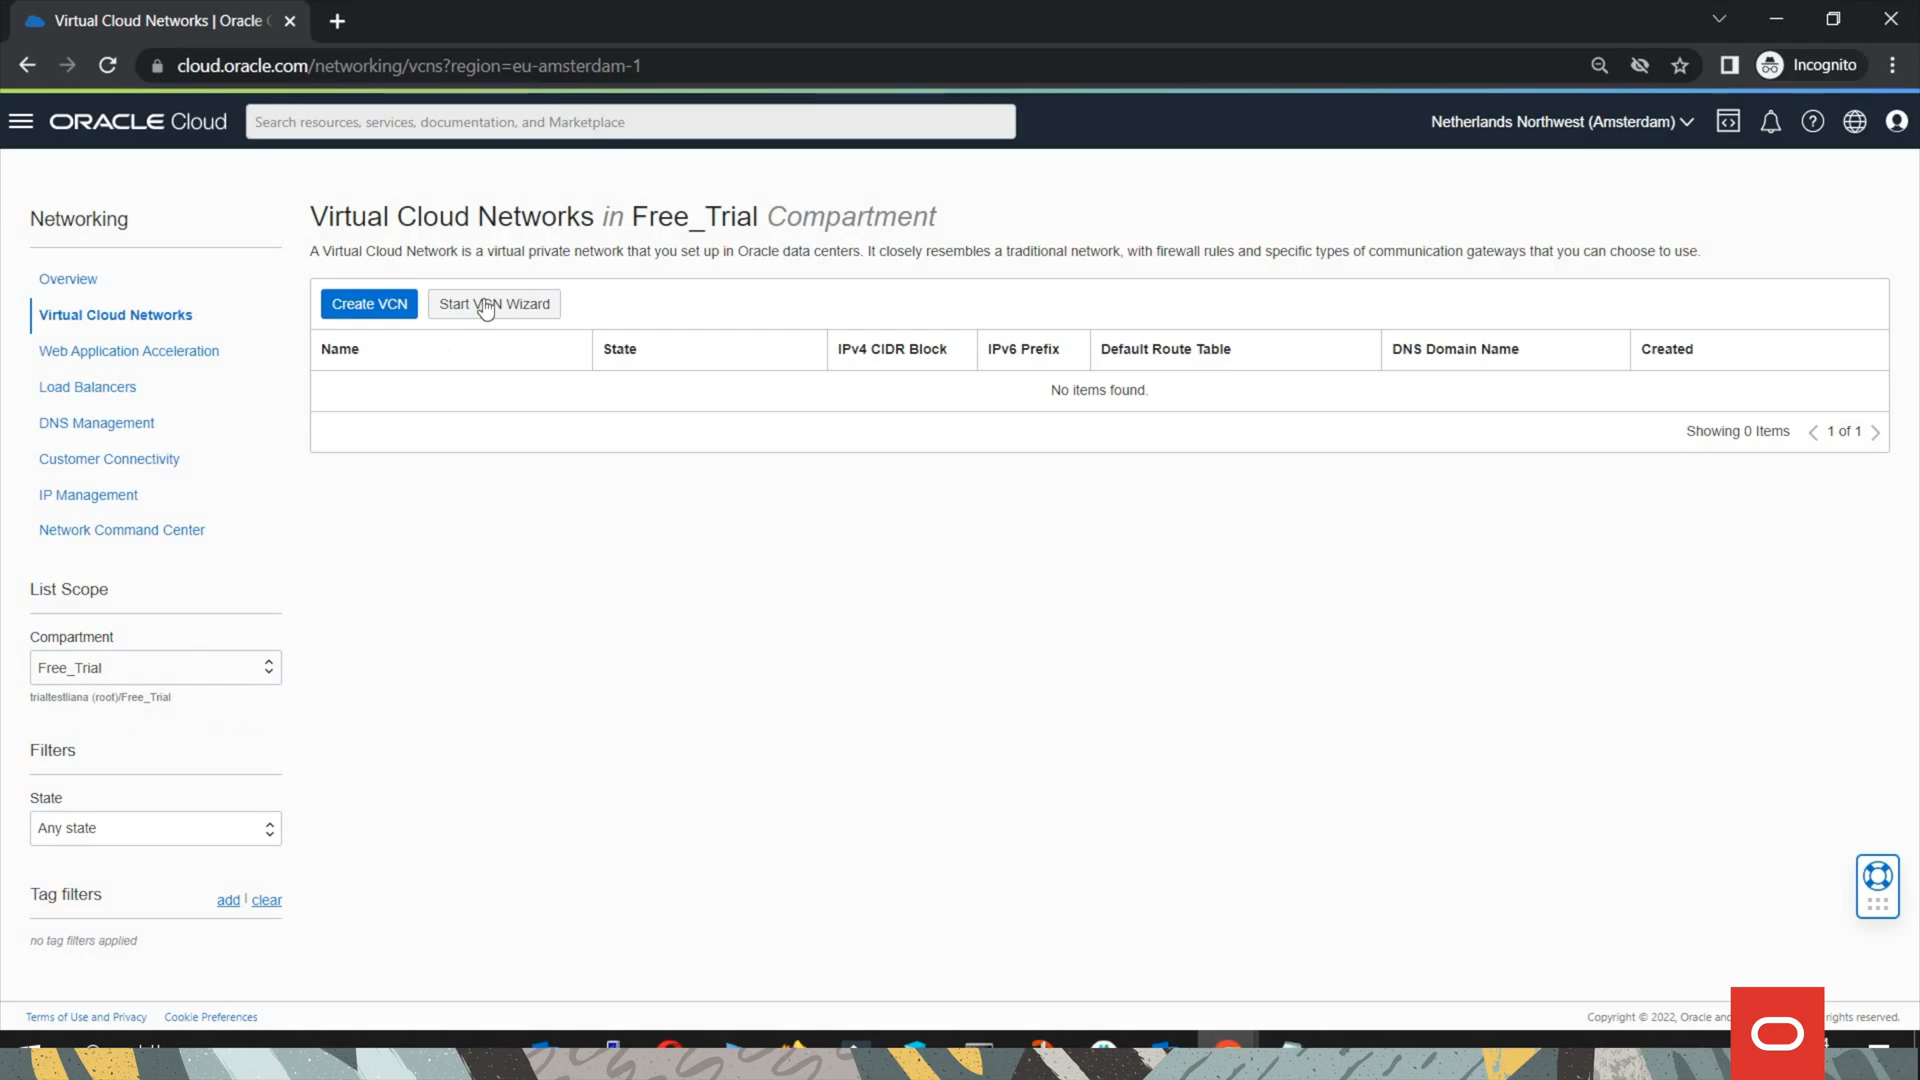 Virtual Cloud Networks | Oracle
cloud.oracle.com/networking/vcns?region=eu-amsterdam-1
Incognito
ORACLE Cloud
Search resources, services, documentation, and Marketplace
Netherlands Northwest (Amsterdam)
Networking
Overview
Virtual Cloud Networks
Web Application Acceleration
Load Balancers
DNS Management
Customer Connectivity
IP Management
Network Command Center
List Scope
Compartment
Free_Trial
trialtestliana (root)/Free_Trial
Filters
State
Any state
Tag filters
add | clear
no tag filters applied
Virtual Cloud Networks in Free_Trial Compartment
A Virtual Cloud Network is a virtual private network that you set up in Oracle data centers. It closely resembles a traditional network, with firewall rules and specific types of communication gateways that you can choose to use.
Create VCN Start VCN Wizard
Name State IPv4 CIDR Block IPv6 Prefix Default Route Table DNS Domain Name Created
No items found.
Showing 0 Items 1 of 1
Terms of Use and Privacy Cookie Preferences
Copyright © 2022, Oracle and rights reserved.